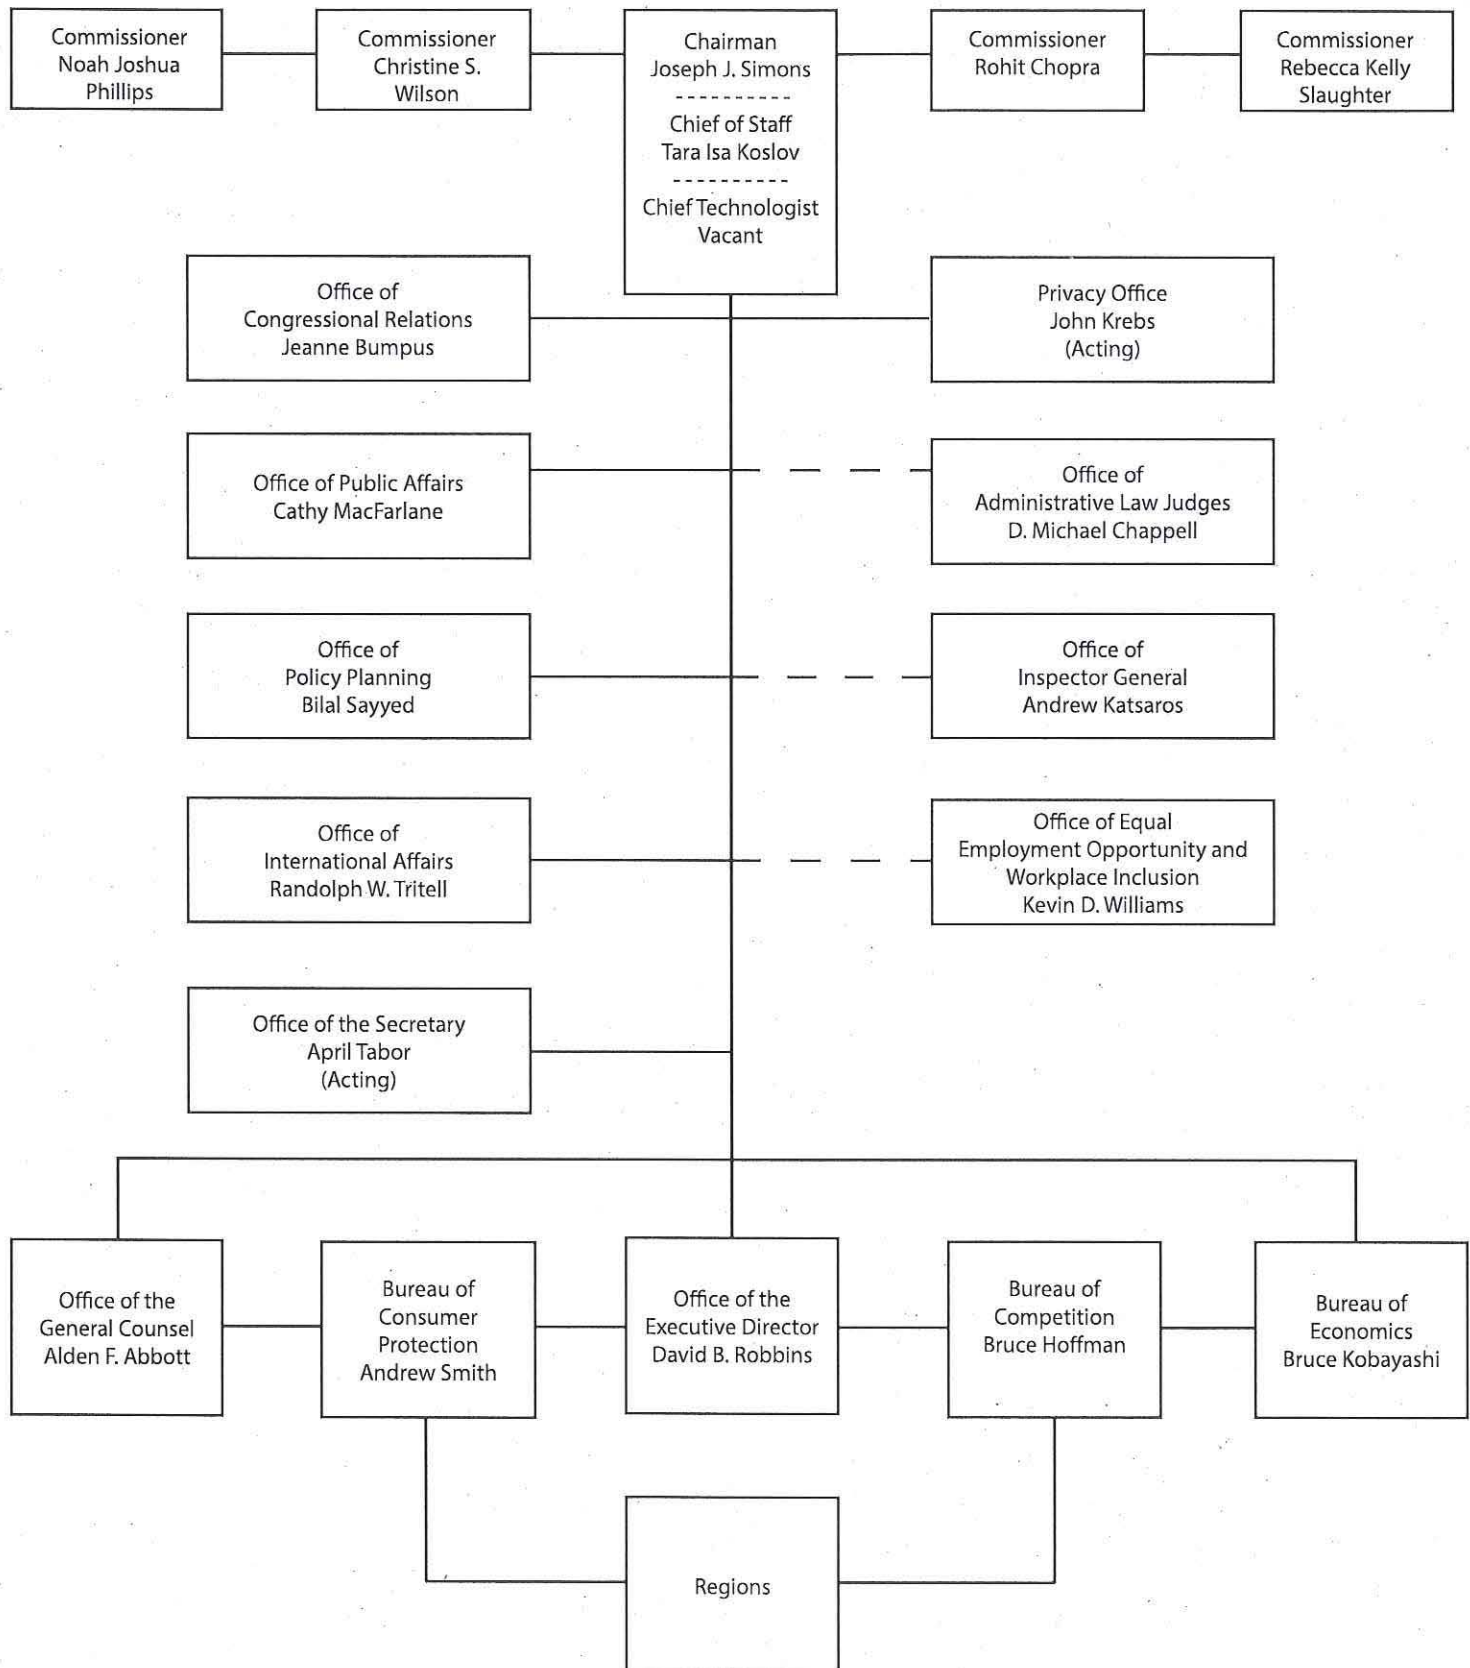 Commissioner
Noah Joshua
Phillips
Commissioner
Christine S.
Wilson
Chairman
Joseph J. Simons
----------
Chief of Staff
Tara Isa Koslov
----------
Chief Technologist
Vacant
Commissioner
Rohit Chopra
Commissioner
Rebecca Kelly
Slaughter
Office of
Congressional Relations
Jeanne Bumpus
Privacy Office
John Krebs
(Acting)
Office of Public Affairs
Cathy MacFarlane
Office of
Administrative Law Judges
D. Michael Chappell
Office of
Policy Planning
Bilal Sayyed
Office of
Inspector General
Andrew Katsaros
Office of
International Affairs
Randolph W. Tritell
Office of Equal
Employment Opportunity and
Workplace Inclusion
Kevin D. Williams
Office of the Secretary
April Tabor
(Acting)
Office of the
General Counsel
Alden F. Abbott
Bureau of
Consumer
Protection
Andrew Smith
Office of the
Executive Director
David B. Robbins
Bureau of
Competition
Bruce Hoffman
Bureau of
Economics
Bruce Kobayashi
Regions